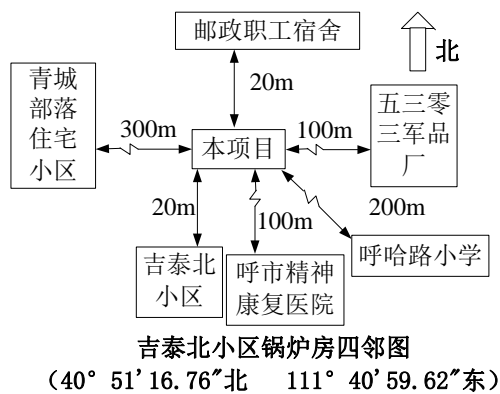 邮政职工宿舍
北
20m
青城
部落
住宅
小区
300m
本项目
100m
五三零
三军品
厂
20m
100m
200m
吉泰北
小区
呼市精神
康复医院
呼哈路小学
吉泰北小区锅炉房四邻图
（40° 51'16.76"北 111° 40'59.62"东）